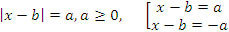 |x − b| = a, a ≥ 0, [ x − b = a
x − b = −a